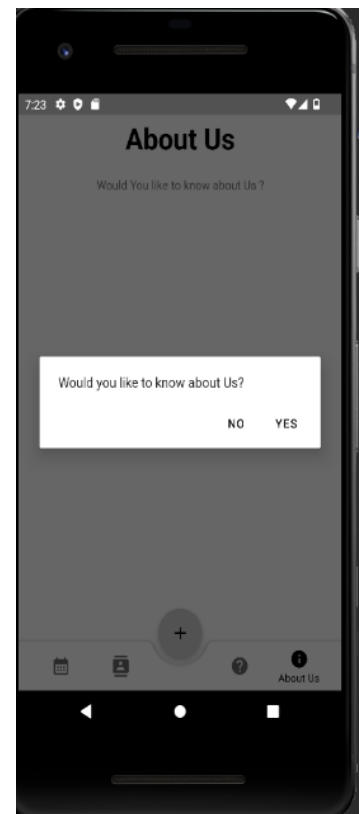 7:23
About Us
Would You like to know about Us ?
Would you like to know about Us?
NO YES
+
About Us